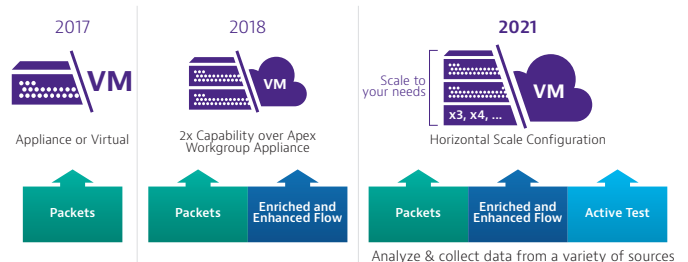 2017
VM
Appliance or Virtual
Packets
2018
VM
2x Capability over Apex
Workgroup Appliance
Packets
Enriched and
Enhanced Flow
2021
Scale to
your needs
x3, x4, ...
VM
Horizontal Scale Configuration
Packets
Enriched and
Enhanced Flow
Active Test
Analyze & collect data from a variety of sources